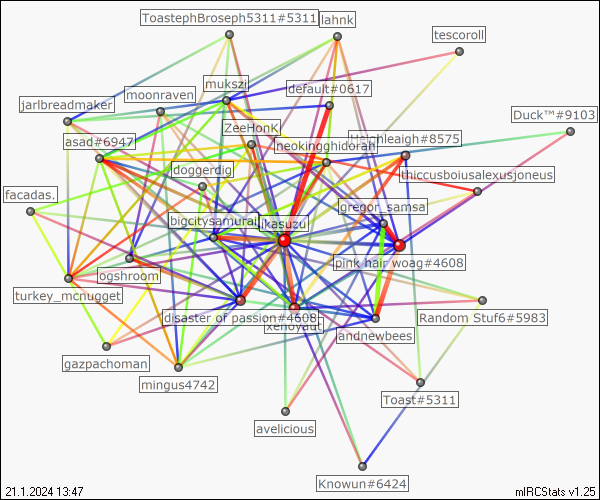 ToastephBroseph5311#5311
lahnk
tescoroll
mukszi
moonraven
default#0617
jarlbreadmaker
Duck™#9103
ZeeHonK
asad#6947
neokingghidorah
#8575
doggerdig
thiccusboiusalexusjoneus
facadas.
bigcitysamurai
ikasuzu
gregor_samsa
pink hair woag#4608
ogshroom
turkey_mcnugget
disaster of passion#4608
Random Stuf6#5983
xenoyaut
andnewbees
gazpachoman
mingus4742
Toast#5311
avelicious
Knowun#6424
21.1.2024 13:47
mIRCStats v1.25